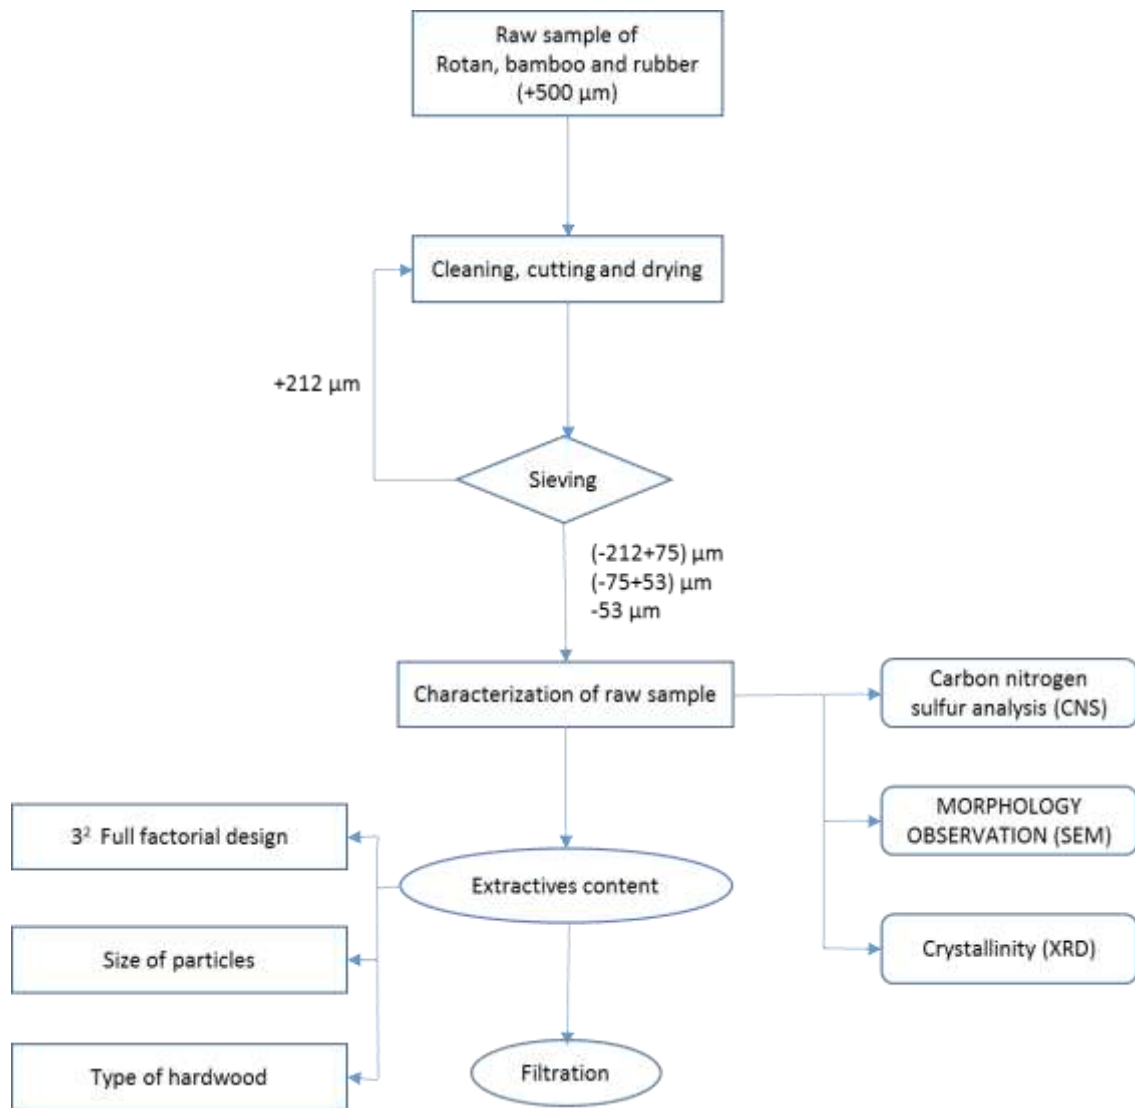 Raw sample of
Rotan, bamboo and rubber
(+500 µm)
Cleaning, cutting and drying
+212 µm
Sieving
(-212+75) µm
(-75+53) µm
-53 µm
Characterization of raw sample
Carbon nitrogen
sulfur analysis (CNS)
MORPHOLOGY
OBSERVATION (SEM)
Crystallinity (XRD)
3² Full factorial design
Extractives content
Size of particles
Type of hardwood
Filtration